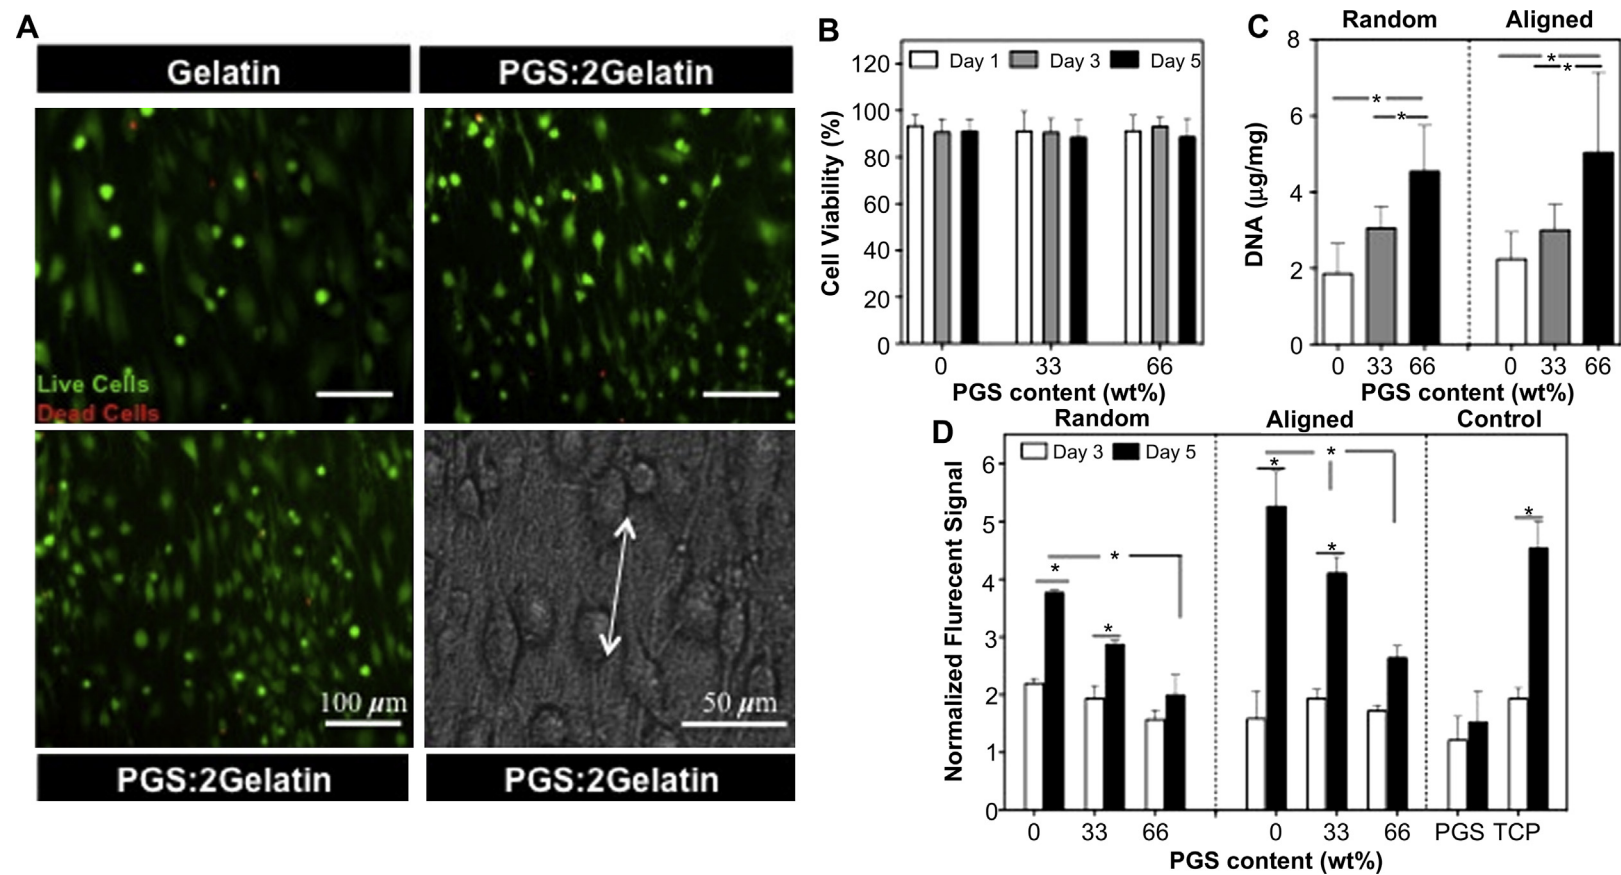 A
Gelatin
PGS:2Gelatin
Live Cells
Dead Cells
100 µm
50 µm
PGS:2Gelatin
PGS:2Gelatin
B
Day 1 Day 3 Day 5
Cell Viability (%)
120
100
80
60
40
20
0
0 33 66
PGS content (wt%)
C
Random Aligned
DNA (µg/mg)
8
6
4
2
0
* * * *
0 33 66 0 33 66
PGS content (wt%)
D
Random Aligned Control
Day 3 Day 5
Normalized Flurecent Signal
6
5
4
3
2
1
0
* * * * * * *
0 33 66 0 33 66 PGS TCP
PGS content (wt%)